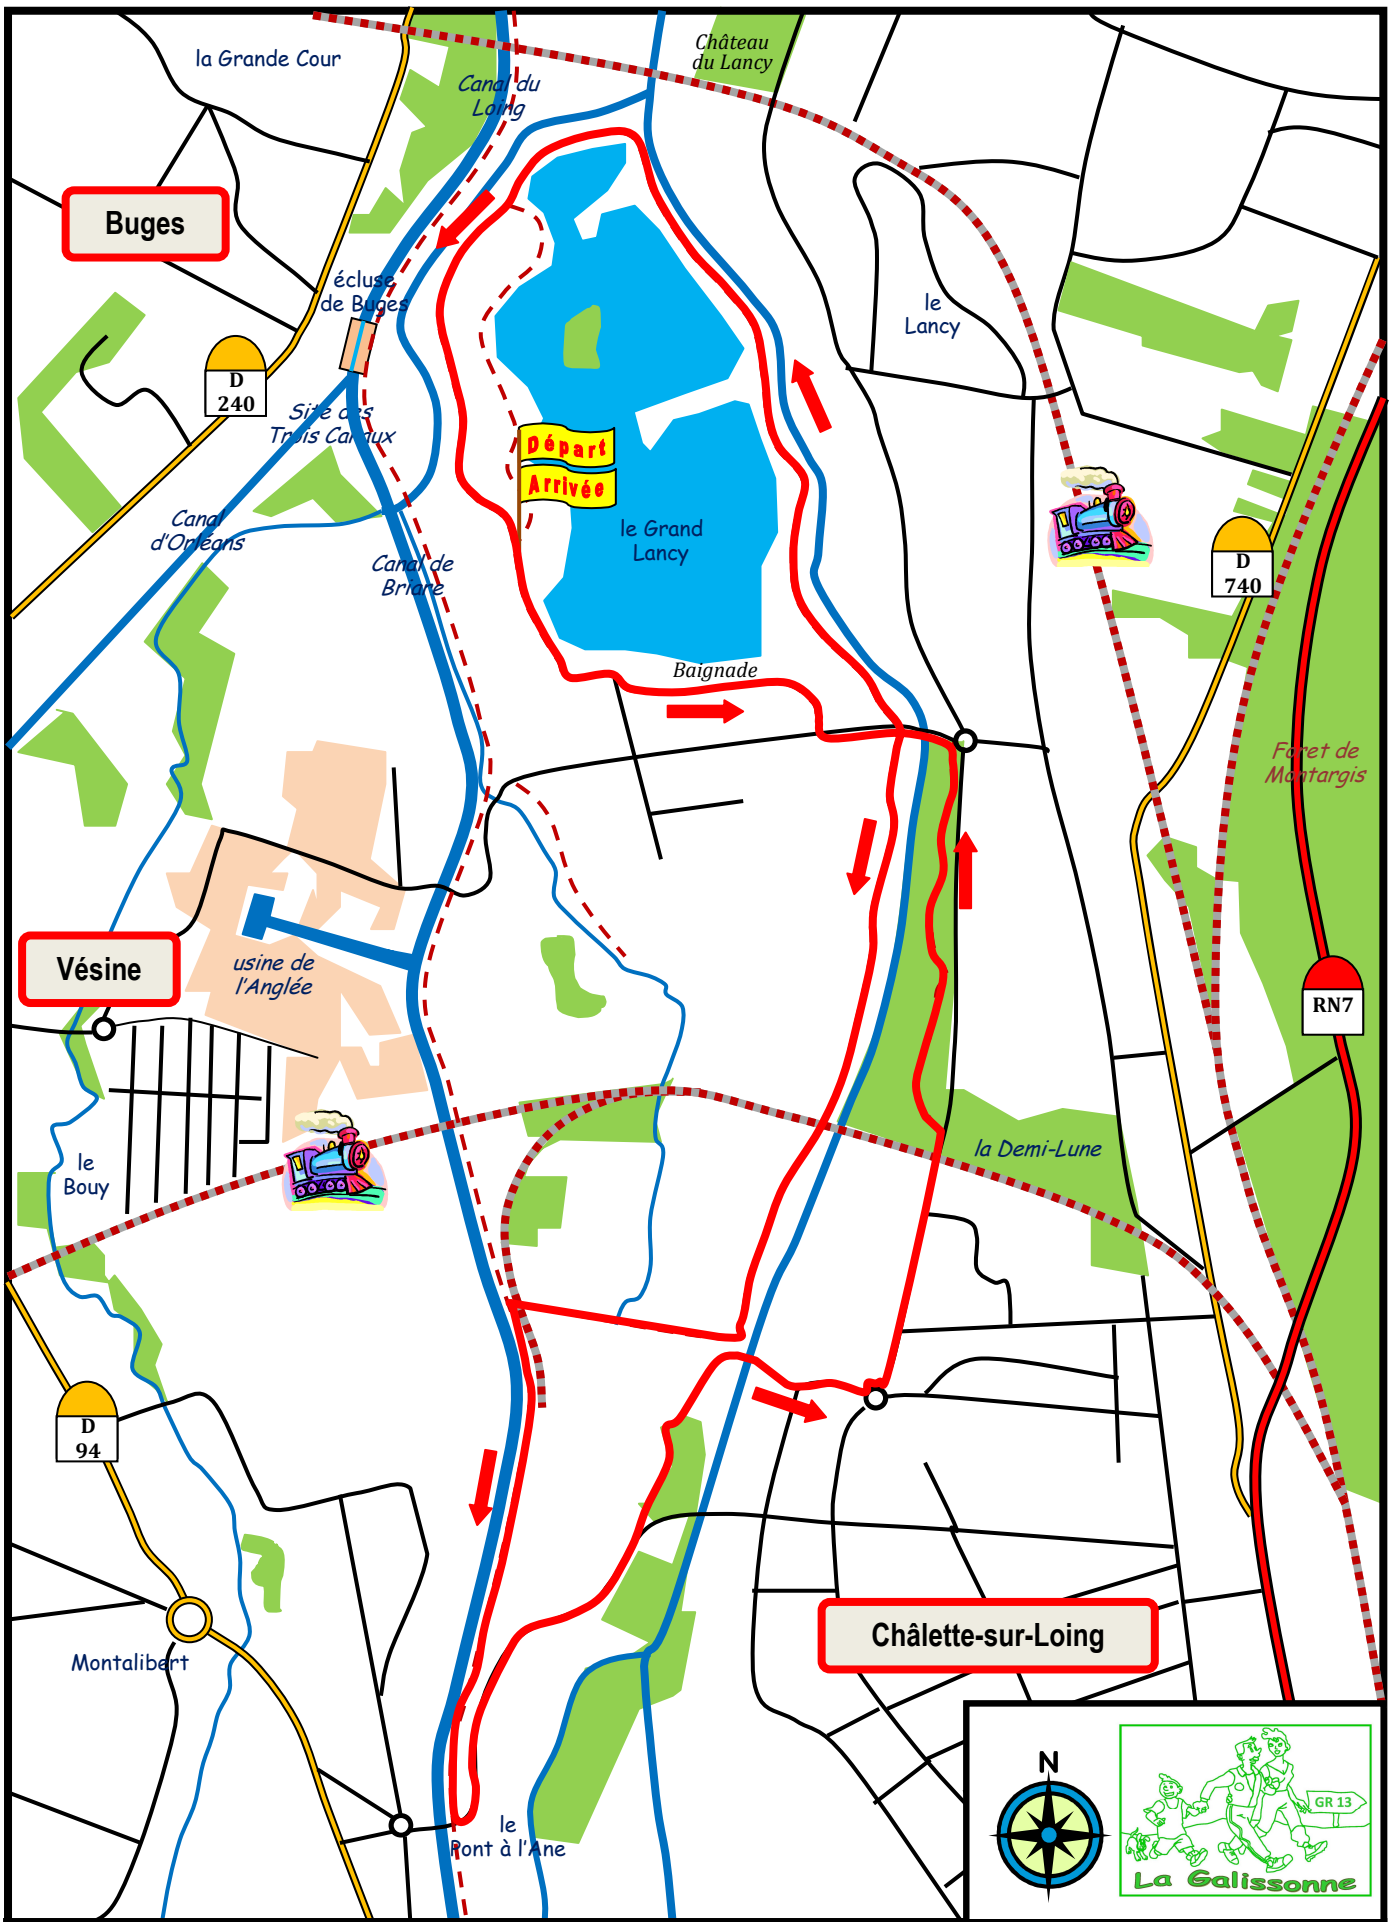 Château
du Lancy
la Grande Cour
Canal du
Loing
Buges
écluse
de Buges
le
Lancy
D
240
Site des
Trois Canaux
Départ
Arrivée
Canal
d'Orléans
le Grand
Lancy
Canal de
Briare
D
740
Baignade
Foret de
Montargis
Vésine
usine de
l'Anglée
RN7
la Demi-Lune
le
Bouy
D
94
Châlette-sur-Loing
Montalibert
le
Pont à l'Ane
N
GR 13
La Galissonne